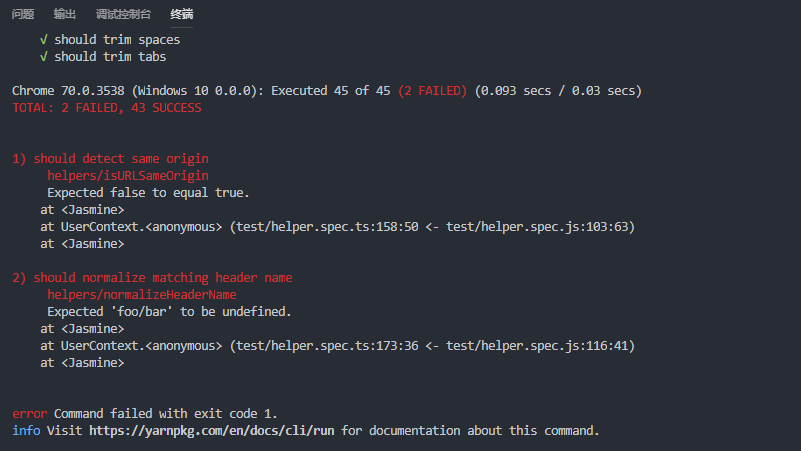 问题 输出 调试控制台 终端
√ should trim spaces
√ should trim tabs
Chrome 70.0.3538 (Windows 10 0.0.0): Executed 45 of 45 (2 FAILED) (0.093 secs / 0.03 secs)
TOTAL: 2 FAILED, 43 SUCCESS
1) should detect same origin
helpers/isURLSameOrigin
Expected false to equal true.
at <Jasmine>
at UserContext.<anonymous> (test/helper.spec.ts:158:50 <- test/helper.spec.js:103:63)
at <Jasmine>
2) should normalize matching header name
helpers/normalizeHeaderName
Expected 'foo/bar' to be undefined.
at <Jasmine>
at UserContext.<anonymous> (test/helper.spec.ts:173:36 <- test/helper.spec.js:116:41)
at <Jasmine>
error Command failed with exit code 1.
info Visit https://yarnpkg.com/en/docs/cli/run for documentation about this command.